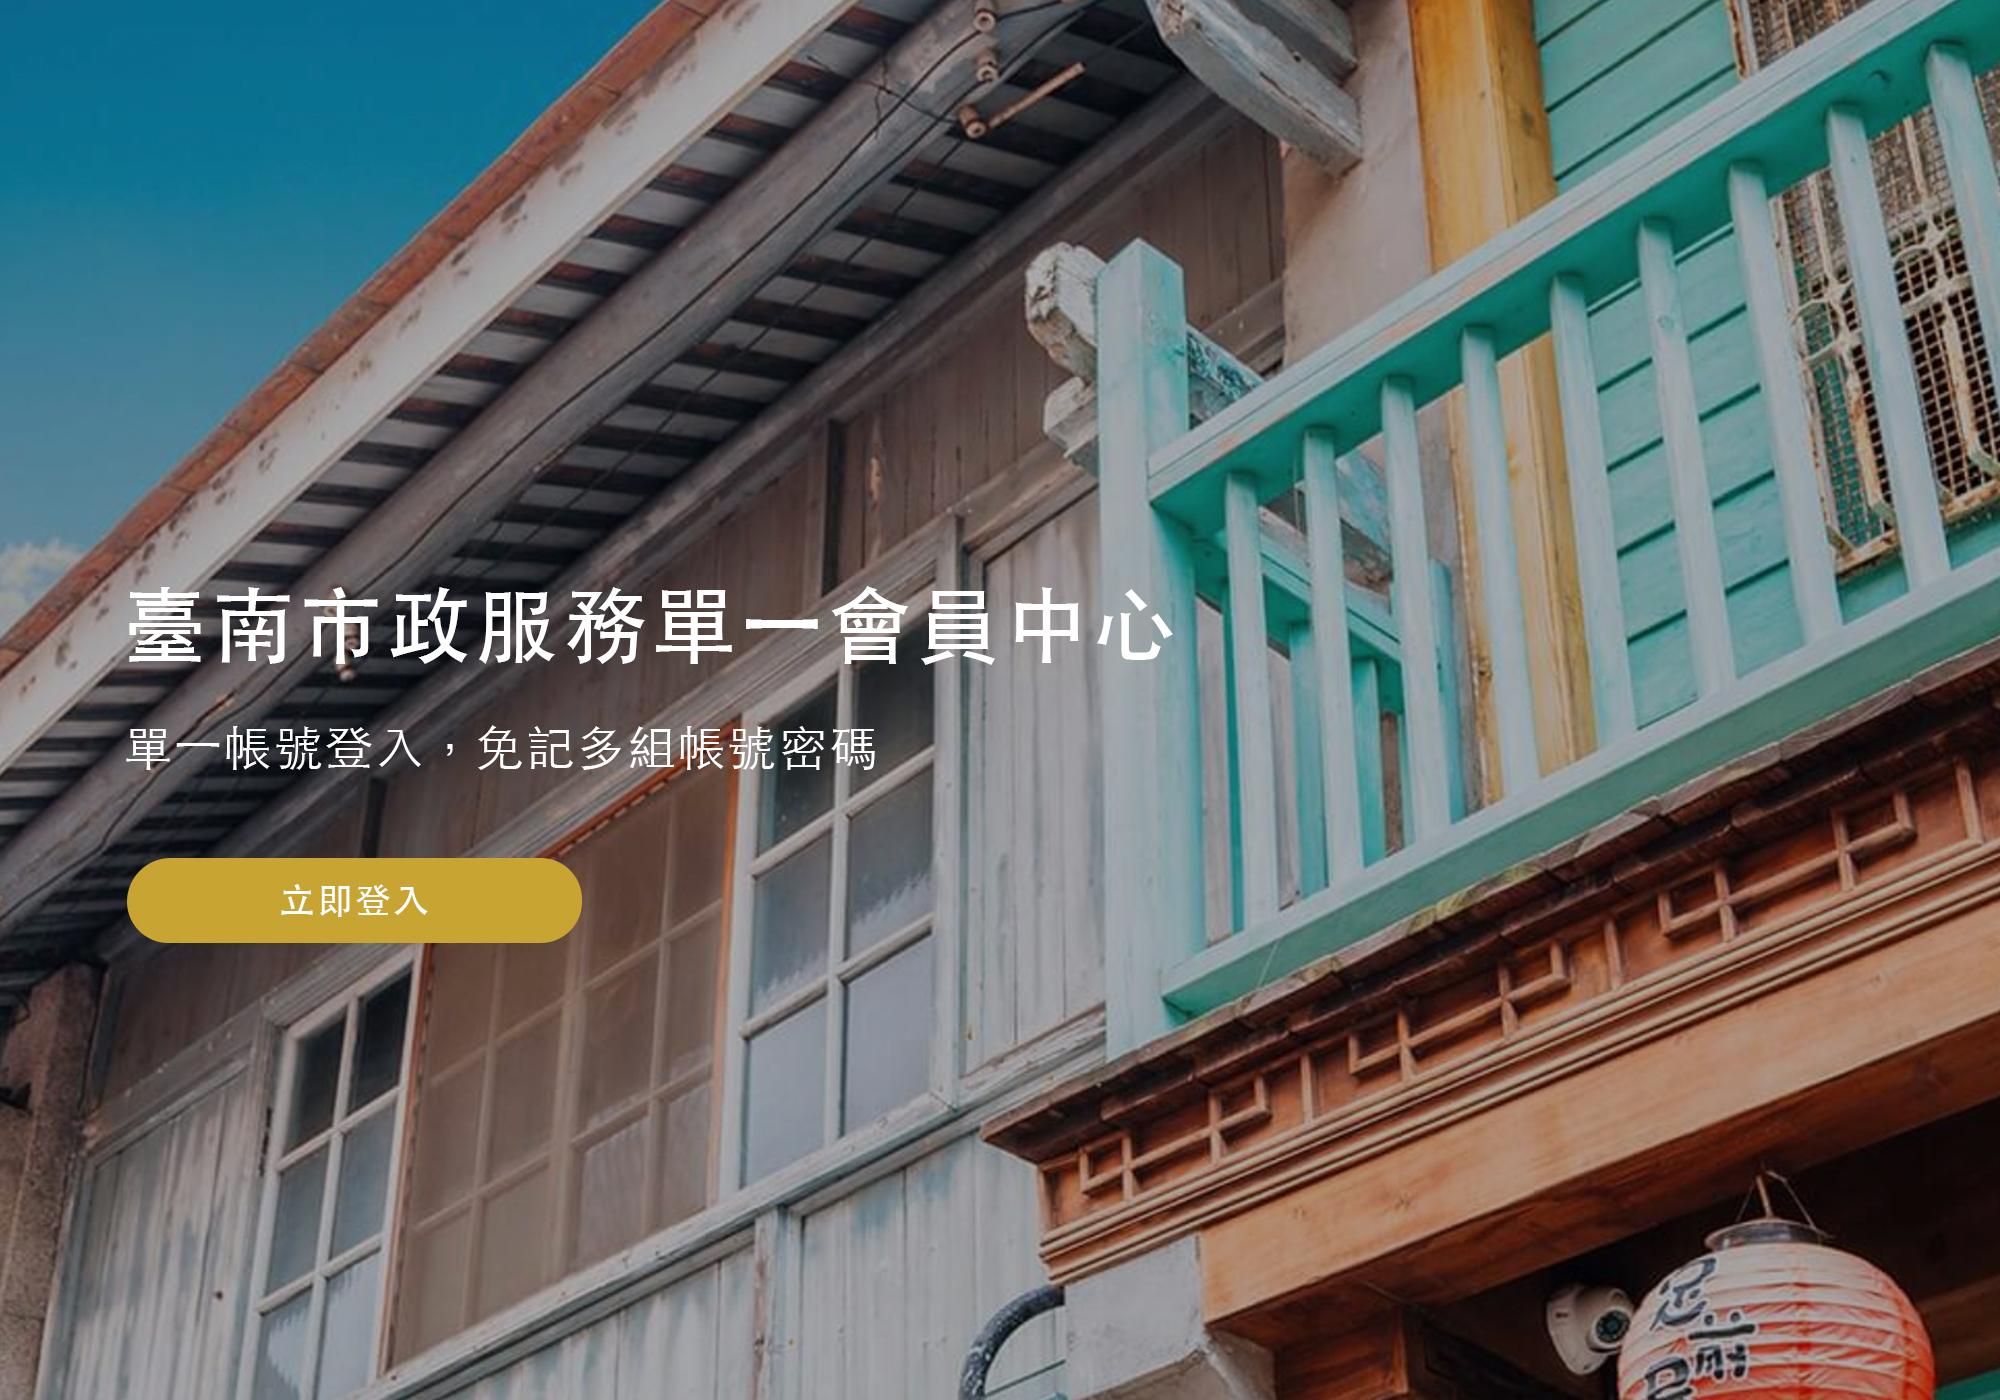 臺南市政服務單一會員中心
單一帳號登入，免記多組帳號密碼
立即登入